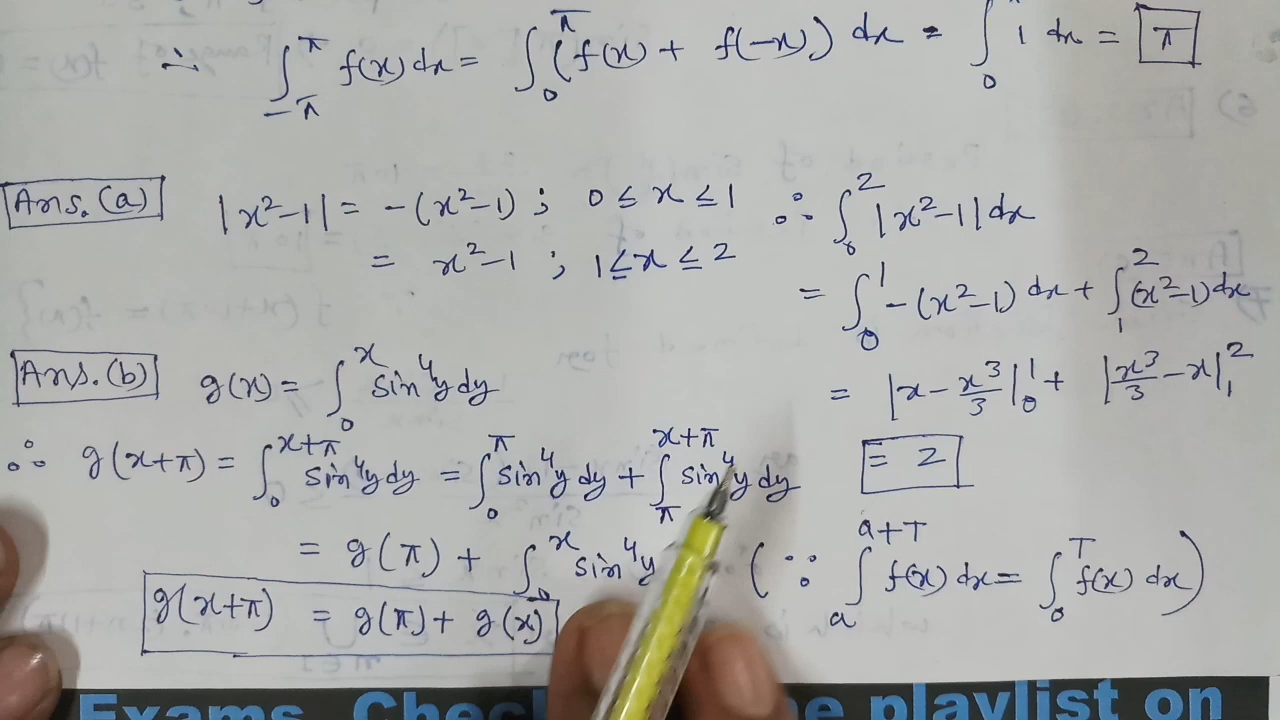 ∴ ∫_{-π}^{π} f(x) dx = ∫_0^π (f(x) + f(-x)) dx = ∫_0 1 dx = π
Ans.(a) |x²-1| = -(x²-1) ; 0 ≤ x ≤ 1 ∴ ∫_0^2 |x²-1| dx
= x²-1 ; 1 ≤ x ≤ 2
= ∫_0^1 -(x²-1) dx + ∫_1^2 (x²-1) dx
Ans.(b) g(x) = ∫_0^x sin⁴y dy
= |x - x³/3|_0^1 + |x³/3 - x|_1^2
∴ g(x+π) = ∫_0^{x+π} sin⁴y dy = ∫_0^π sin⁴y dy + ∫_π^{x+π} sin⁴y dy
= 2
= g(π) + ∫_0^x sin⁴y (∵ ∫_a^{a+T} f(x) dx = ∫_0^T f(x) dx)
g(x+π) = g(π) + g(x)
Exams. Chec e playlist on